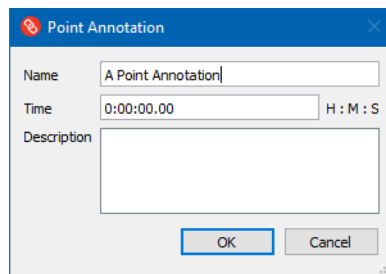 Point Annotation
Name A Point Annotation
Time 0:00:00.00 H : M : S
Description
OK Cancel